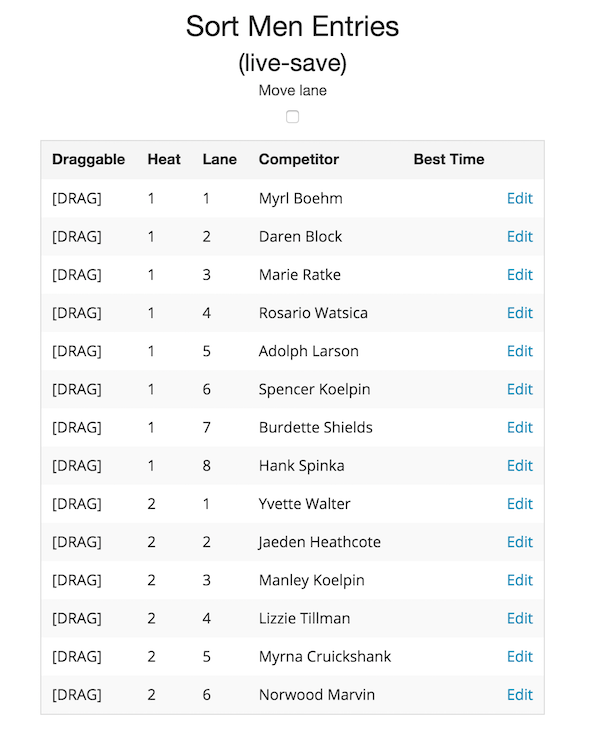 Sort Men Entries
(live-save)
Move lane
Draggable Heat Lane Competitor Best Time
[DRAG] 1 1 Myrl Boehm Edit
[DRAG] 1 2 Daren Block Edit
[DRAG] 1 3 Marie Ratke Edit
[DRAG] 1 4 Rosario Watsica Edit
[DRAG] 1 5 Adolph Larson Edit
[DRAG] 1 6 Spencer Koelpin Edit
[DRAG] 1 7 Burdette Shields Edit
[DRAG] 1 8 Hank Spinka Edit
[DRAG] 2 1 Yvette Walter Edit
[DRAG] 2 2 Jaeden Heathcote Edit
[DRAG] 2 3 Manley Koelpin Edit
[DRAG] 2 4 Lizzie Tillman Edit
[DRAG] 2 5 Myrna Cruickshank Edit
[DRAG] 2 6 Norwood Marvin Edit